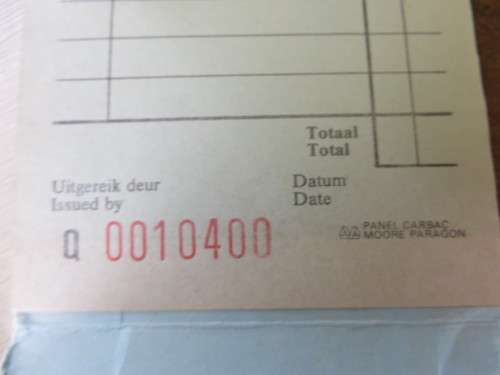 Totaal
Total
Uitgereik deur
Issued by
Datum
Date
Q 0010400
PANEL CARBAC
MOORE PARAGON